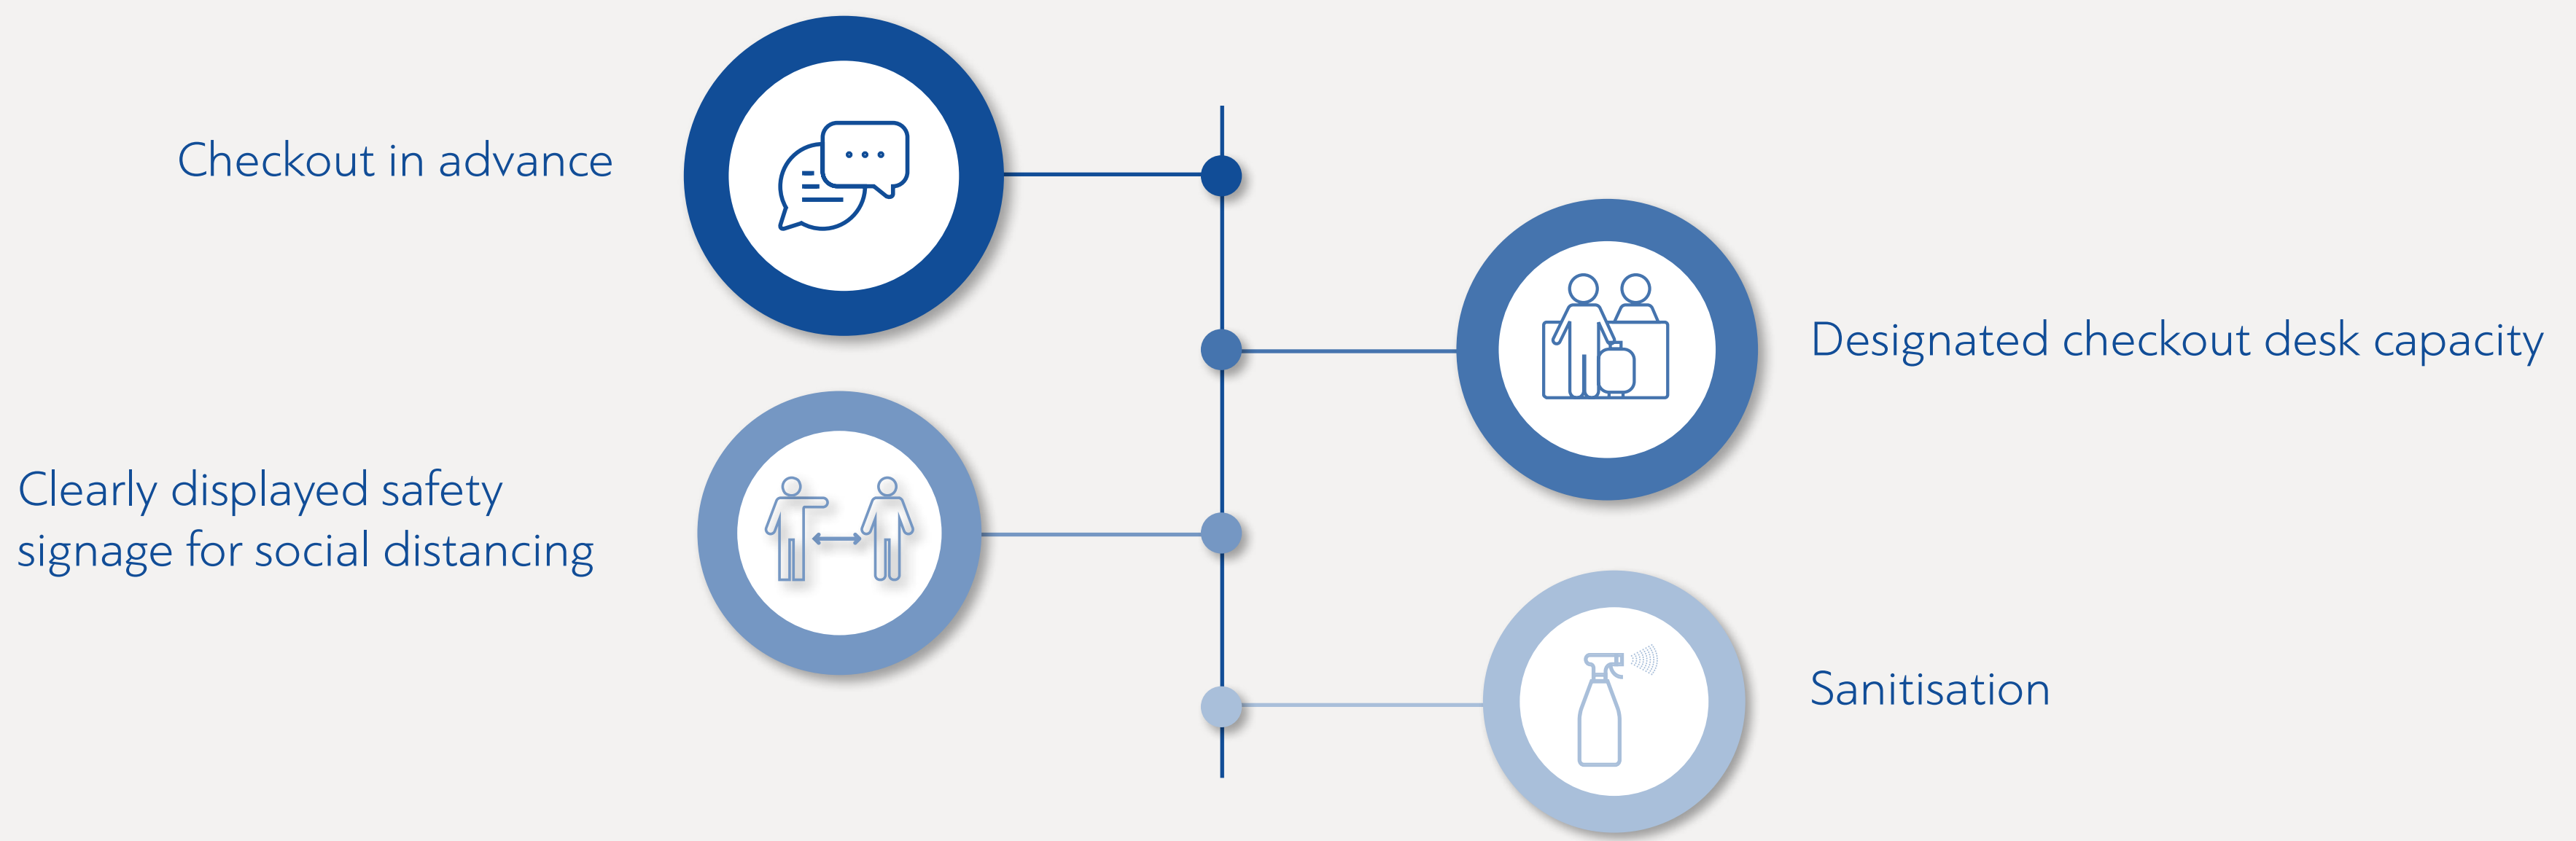 Checkout in advance
Designated checkout desk capacity
Clearly displayed safety
signage for social distancing
Sanitisation